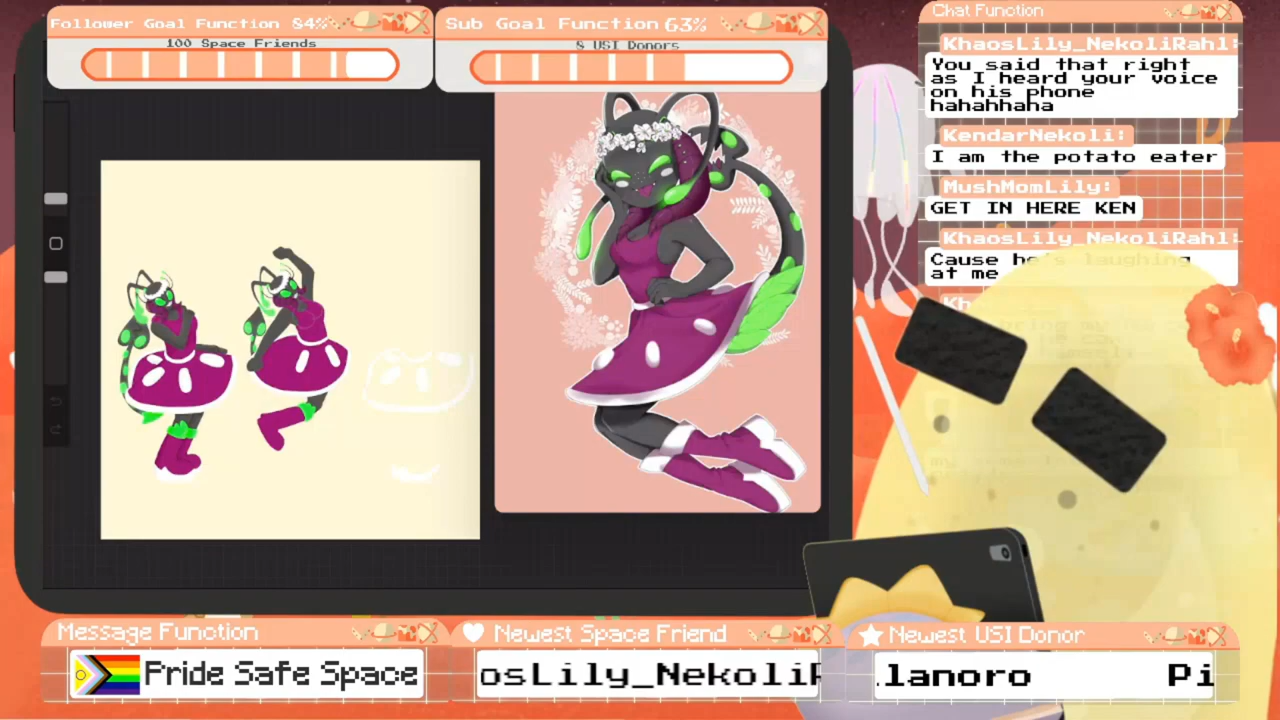 Follower Goal Function 84%
100 Space Friends
Sub Goal Function 63%
8 USI Donors
Chat Function
KhaosLily_NekoliRahl:
You said that right
as I heard your voice
on his phone
hahahhaha
KendarNekoli:
I am the potato eater
MushMomLily:
GET IN HERE KEN
KhaosLily_NekoliRahl:
Cause he's laughing
at me
Message Function
Pride Safe Space
Newest Space Friend
osLily_NekoliR
Newest USI Donor
lanoro Pi